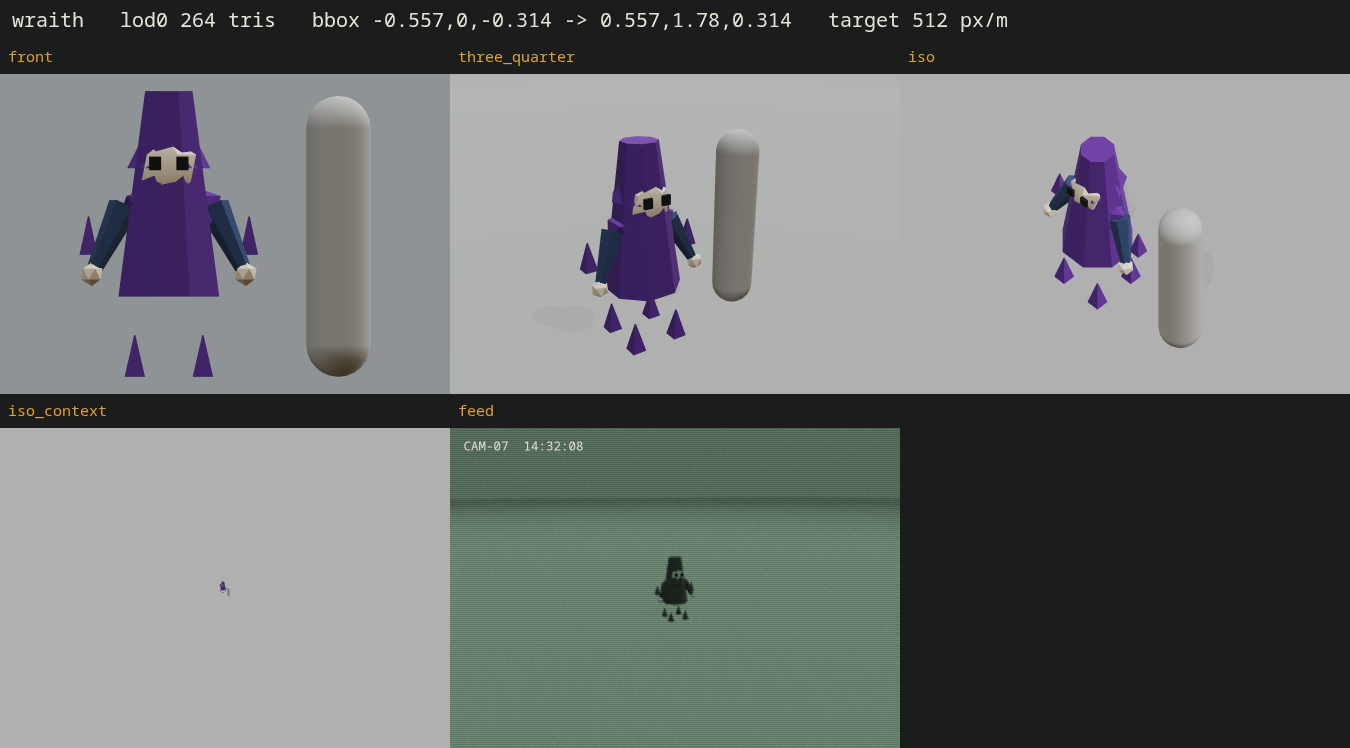 wraith lod0 264 tris bbox -0.557,0,-0.314 -> 0.557,1.78,0.314 target 512 px/m
front three_quarter iso
iso_context feed
CAM-07 14:32:08